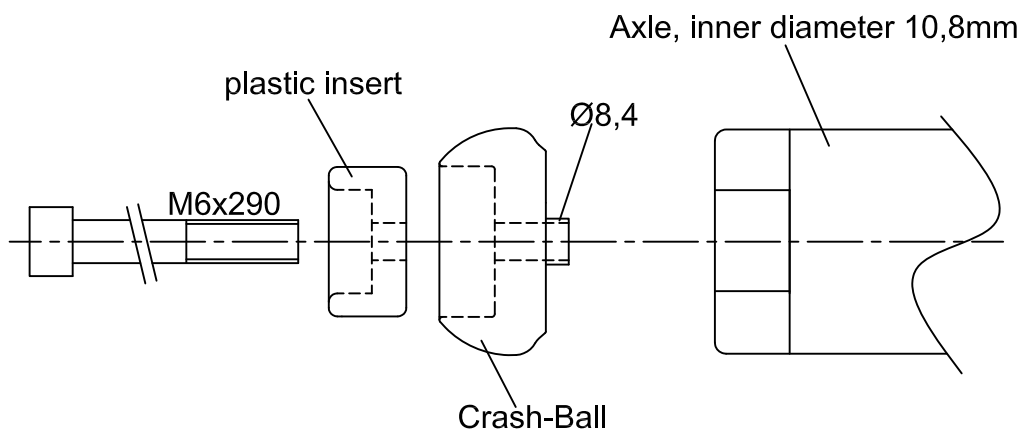 Axle, inner diameter 10,8mm
plastic insert
Ø8,4
M6x290
Crash-Ball